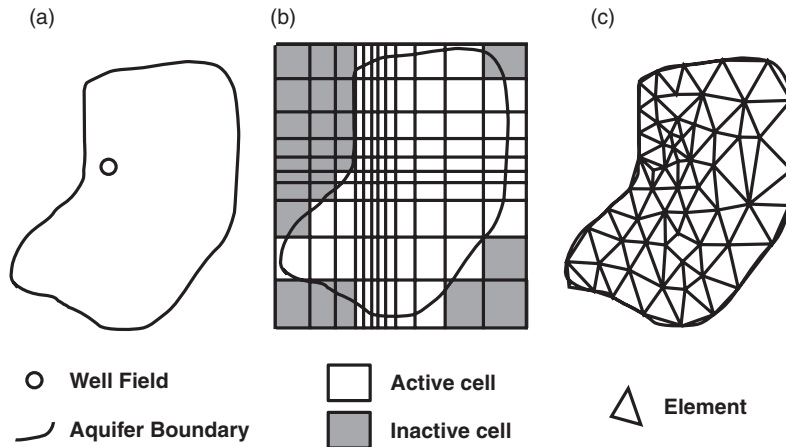 (a)
(b)
(c)
Well Field
Aquifer Boundary
Active cell
Inactive cell
Element